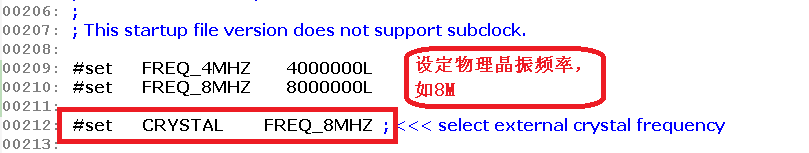 00206: ;
00207: ; This startup file version does not support subclock.
00208:
00209: #set FREQ_4MHZ 4000000L
00210: #set FREQ_8MHZ 8000000L
设定物理晶振频率，
如8M
00211:
00212: #set CRYSTAL FREQ_8MHZ ; <<< select external crystal frequency
00213: